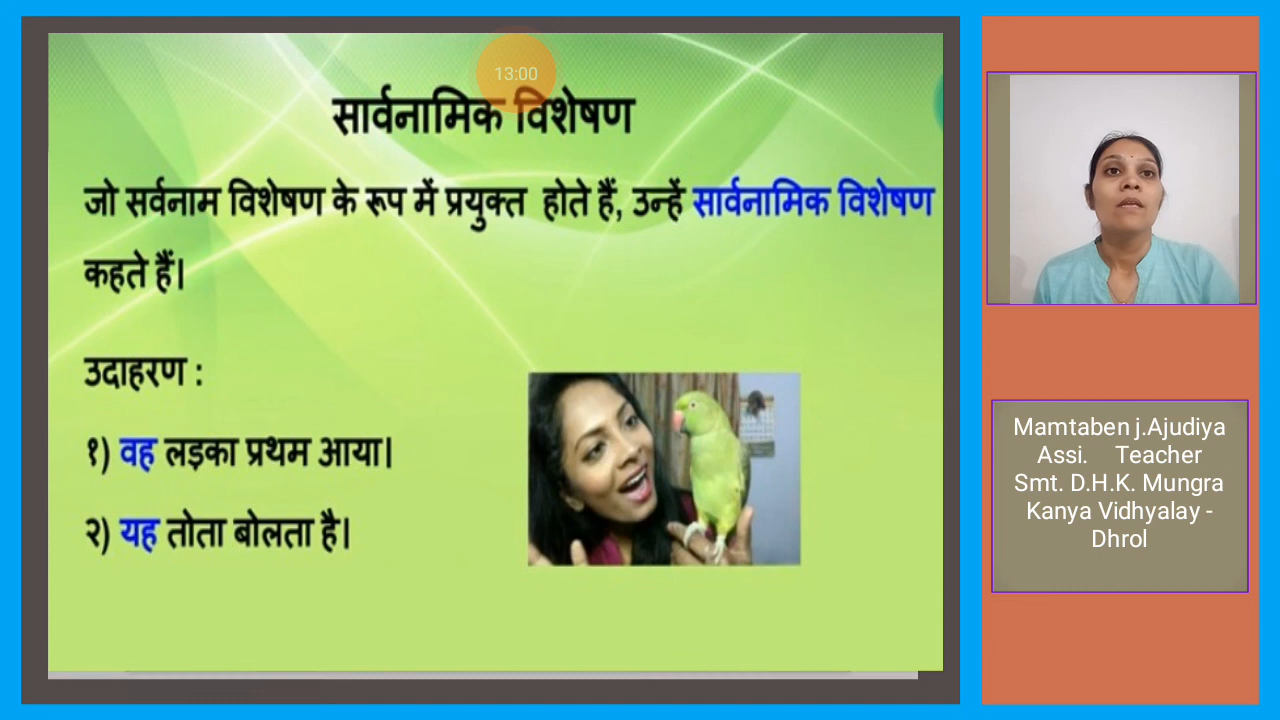 13:00
सार्वनामिक विशेषण
जो सर्वनाम विशेषण के रूप में प्रयुक्त होते हैं, उन्हें सार्वनामिक विशेषण
कहते हैं।
उदाहरण :
१) वह लड़का प्रथम आया।
२) यह तोता बोलता है।
Mamtaben j.Ajudiya
Assi. Teacher
Smt. D.H.K. Mungra
Kanya Vidhyalay -
Dhrol